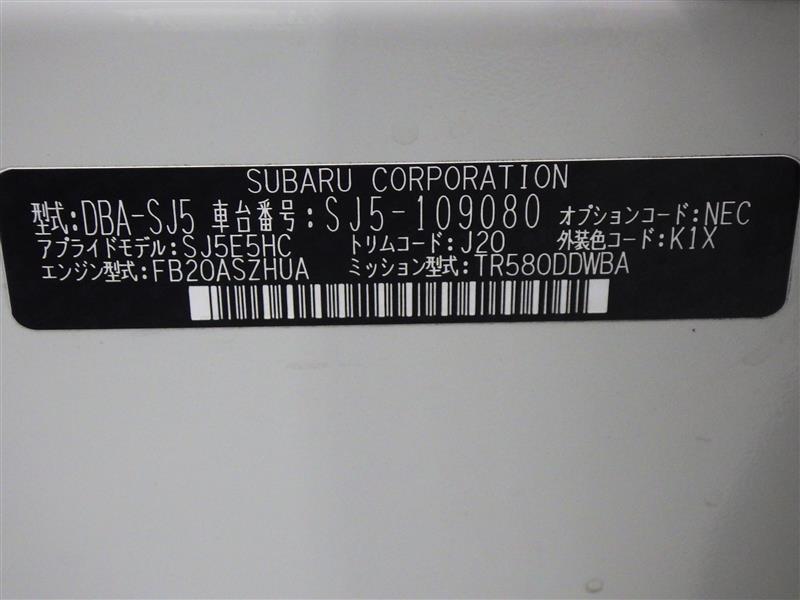 SUBARU CORPORATION
型式:DBA-SJ5 車台番号:SJ5-109080 オプションコード:NEC
アプライドモデル:SJ5E5HC トリムコード:J20 外装色コード:K1X
エンジン型式:FB20ASZHUA ミッション型式:TR580DDWBA